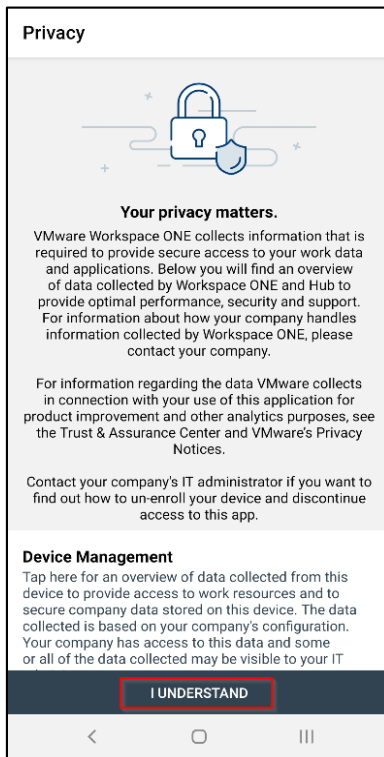 Privacy
Your privacy matters.
VMware Workspace ONE collects information that is
required to provide secure access to your work data
and applications. Below you will find an overview
of data collected by Workspace ONE and Hub to
provide optimal performance, security and support.
For information about how your company handles
information collected by Workspace ONE, please
contact your company.
For information regarding the data VMware collects
in connection with your use of this application for
product improvement and other analytics purposes, see
the Trust & Assurance Center and VMware's Privacy
Notices.
Contact your company's IT administrator if you want to
find out how to un-enroll your device and discontinue
access to this app.
Device Management
Tap here for an overview of data collected from this
device to provide access to work resources and to
secure company data stored on this device. The data
collected is based on your company's configuration.
Your company has access to this data and some
or all of the data collected may be visible to your IT
I UNDERSTAND